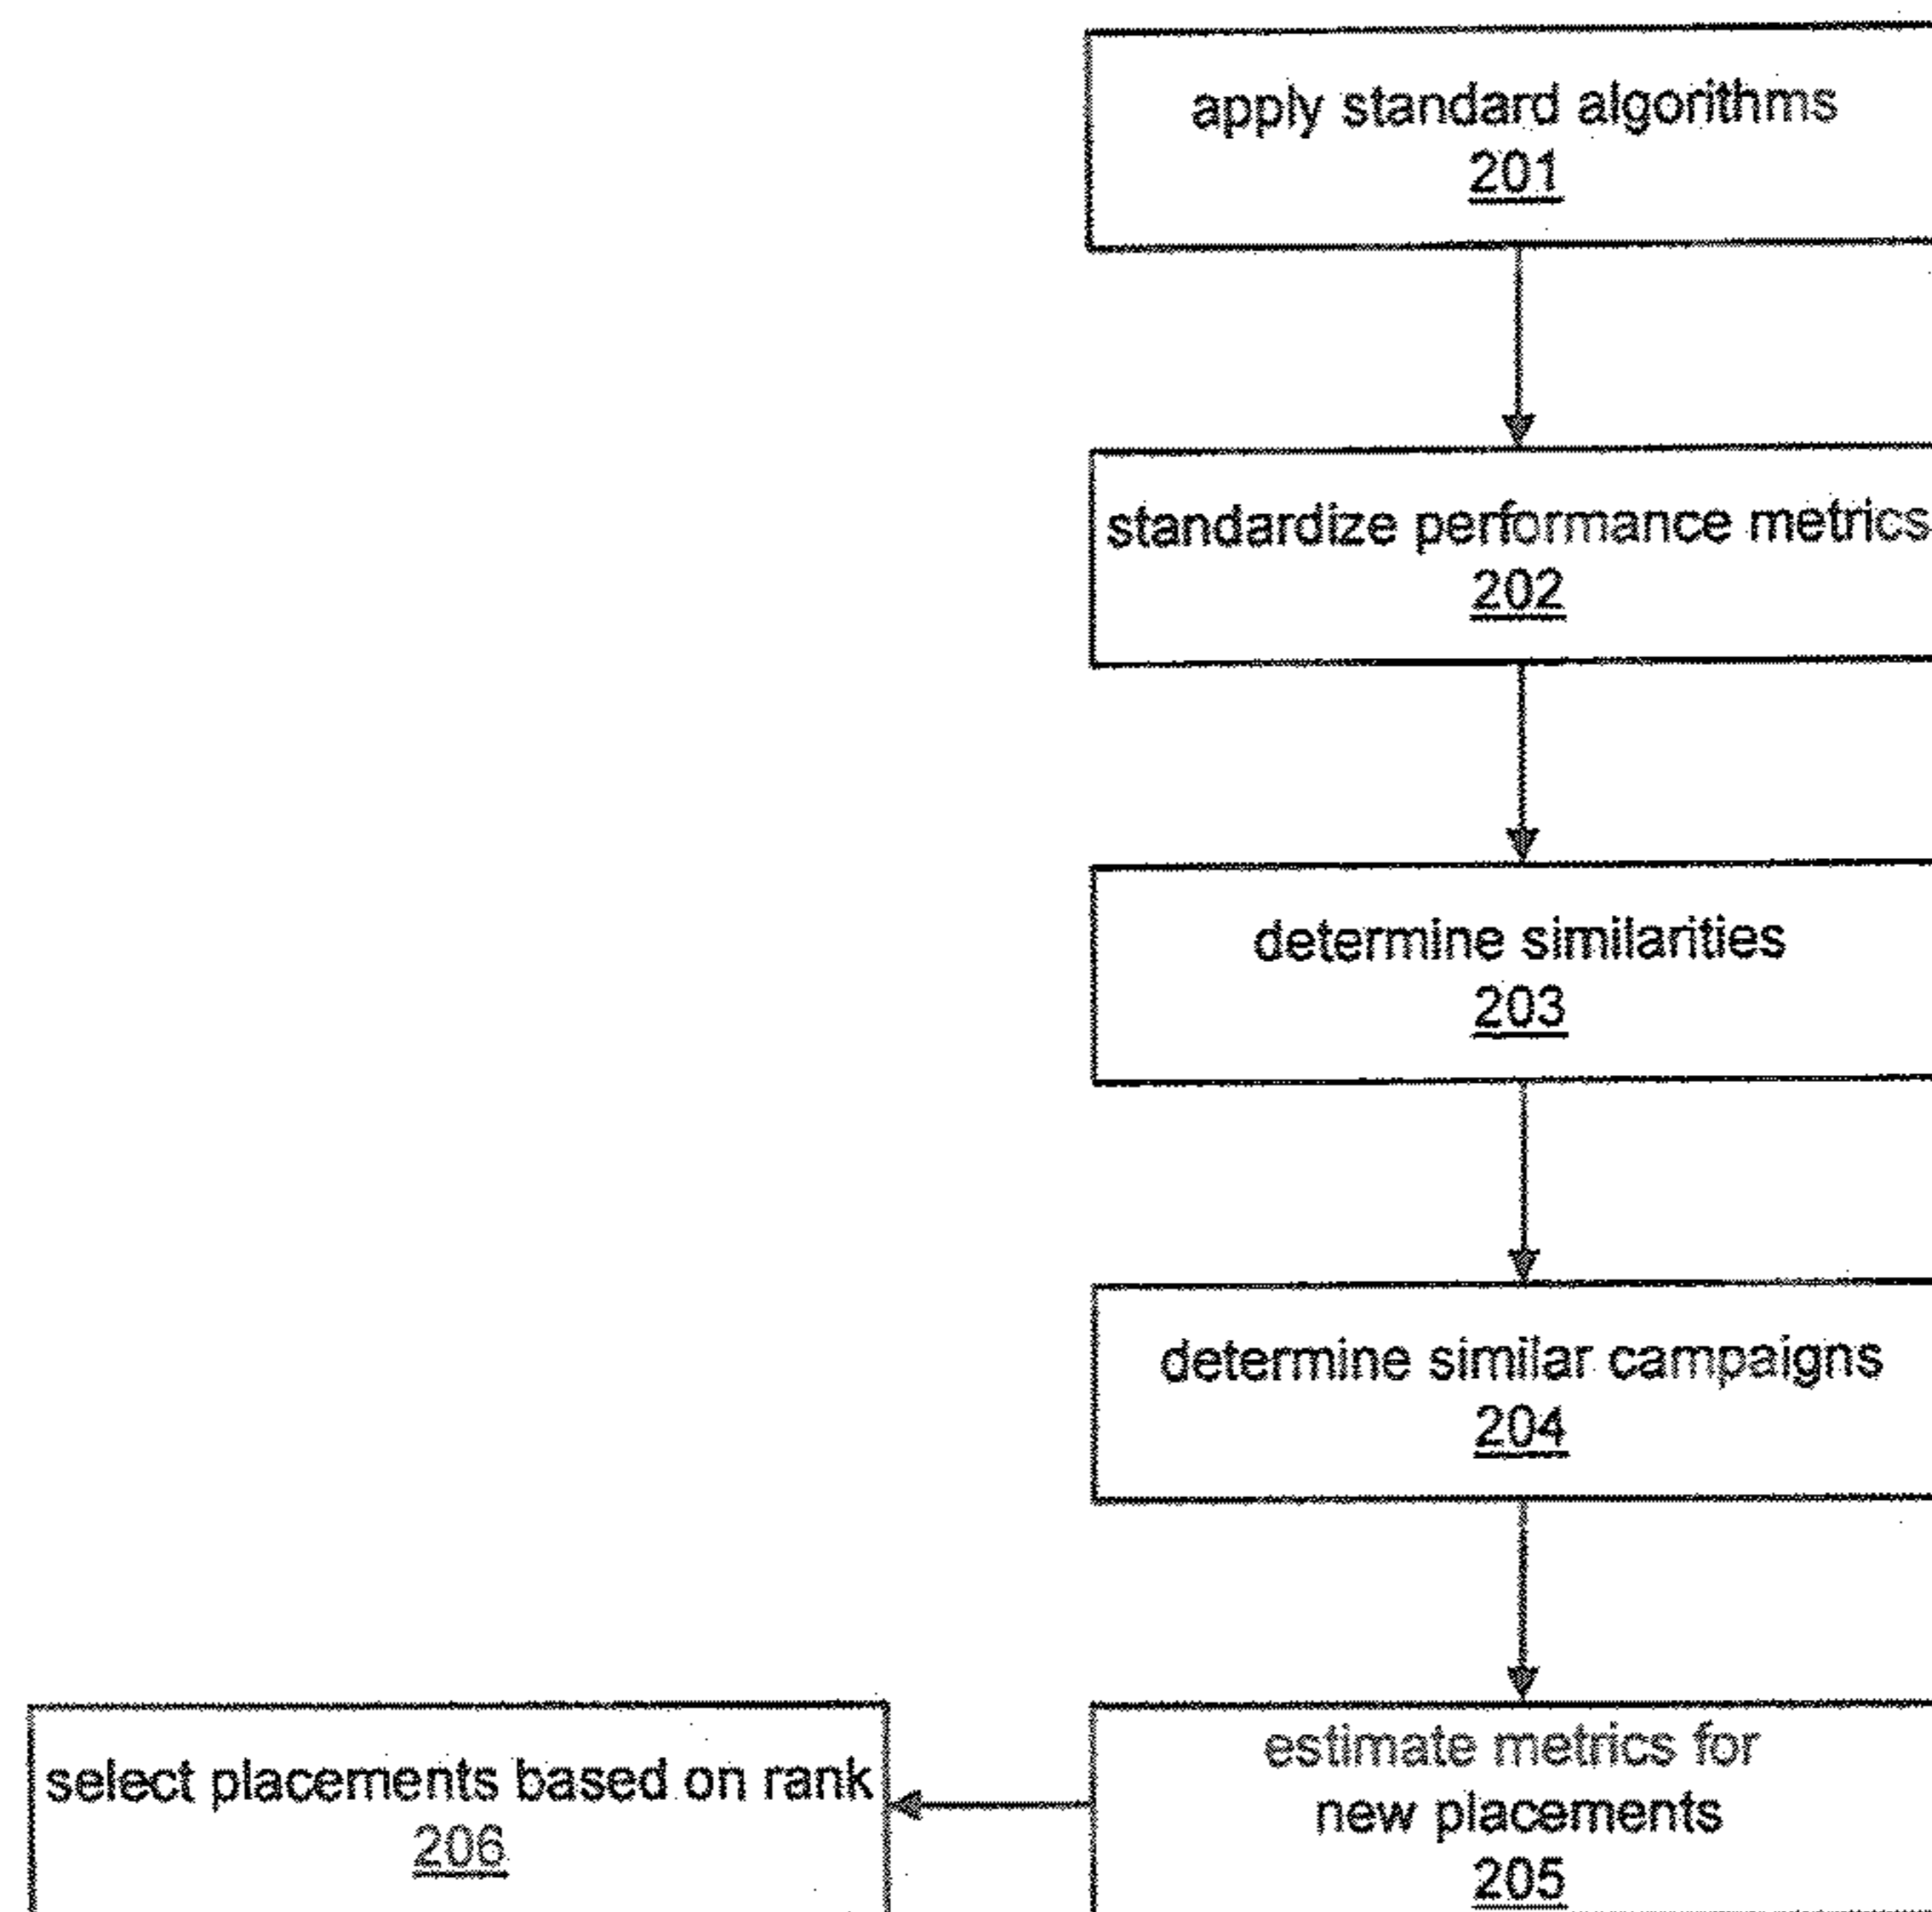 apply standard algorithms
201
standardize performance metrics
202
determine similarities
203
determine similar campaigns
204
estimate metrics for
new placements
205
select placements based on rank
206